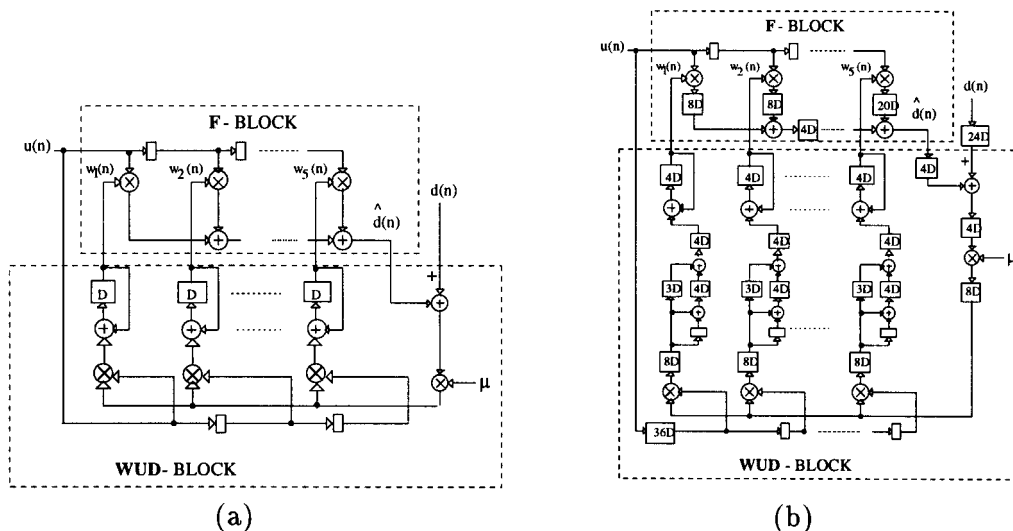 F - BLOCK
u(n)
w1(n)
w2(n)
w5(n)
d(n)
^
d(n)
+
D
D
D
μ
WUD- BLOCK
(a)
F - BLOCK
u(n)
w1(n)
w2(n)
w5(n)
8D
8D
20D
4D
^
d(n)
d(n)
24D
+
4D
4D
4D
4D
4D
μ
8D
4D
4D
4D
3D
4D
3D
4D
3D
4D
8D
8D
8D
36D
WUD - BLOCK
(b)